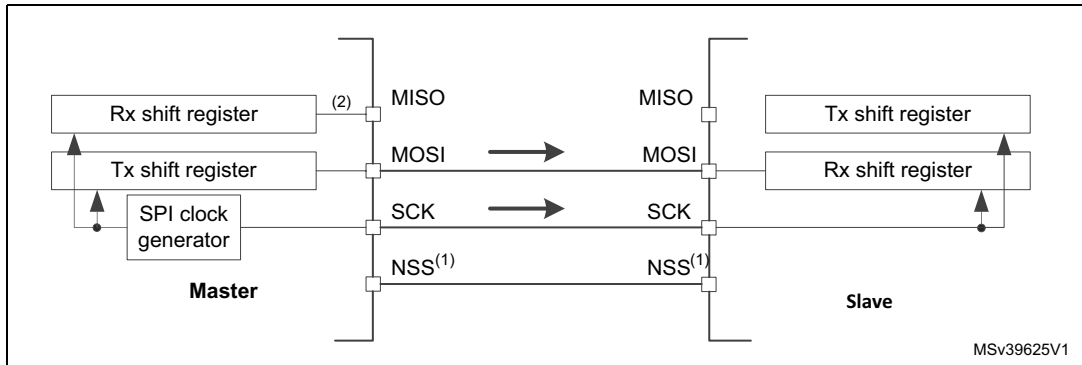 Rx shift register
(2)
MISO
MISO
Tx shift register
Tx shift register
MOSI
MOSI
Rx shift register
SPI clock
generator
SCK
SCK
NSS(1)
NSS(1)
Master
Slave
MSv39625V1